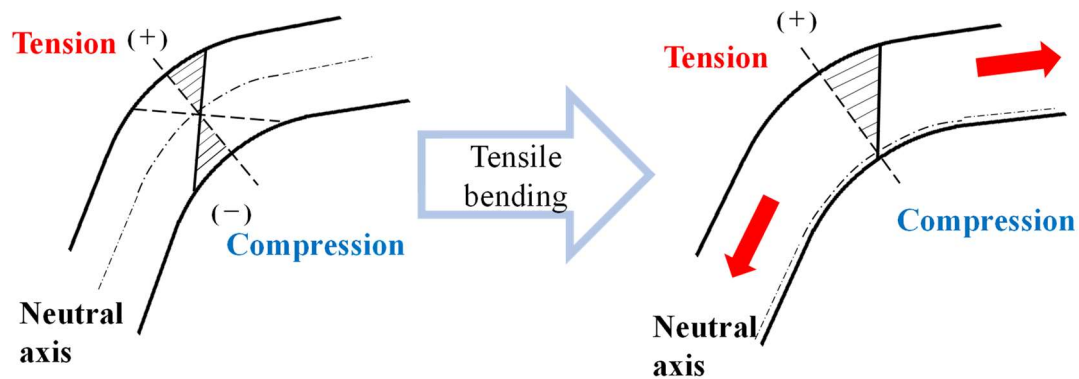 Tension
(+)
(−)
Compression
Neutral
axis
Tensile
bending
(+)
Tension
Compression
Neutral
axis